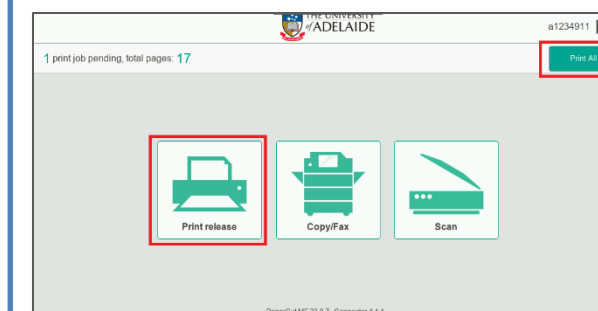 THE UNIVERSITY
of ADELAIDE
a1234911
1 print job pending, total pages: 17
Print All
Print release
Copy/Fax
Scan